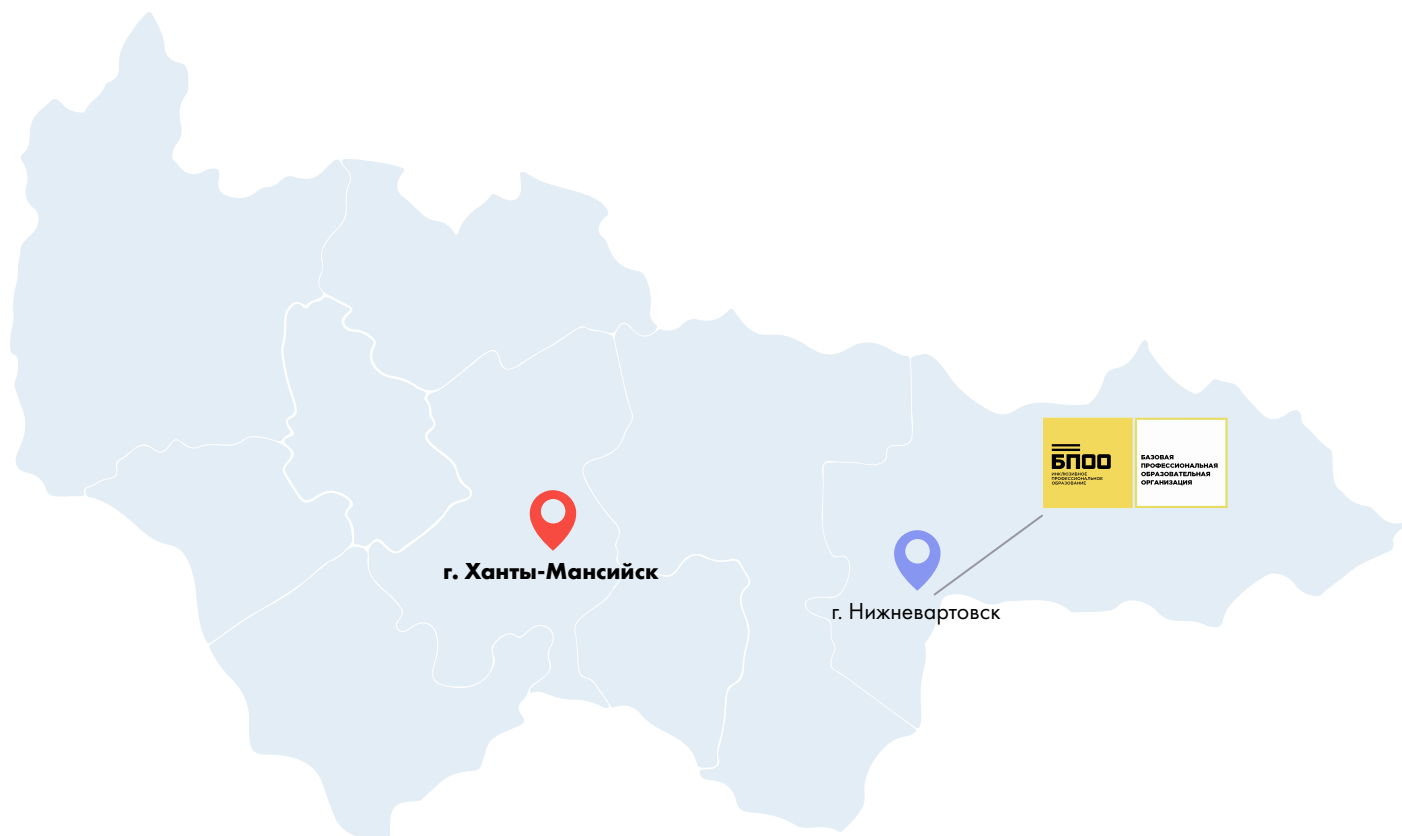 БПОО
ИНКЛЮЗИВНОЕ
ПРОФЕССИОНАЛЬНОЕ
ОБРАЗОВАНИЕ
БАЗОВАЯ
ПРОФЕССИОНАЛЬНАЯ
ОБРАЗОВАТЕЛЬНАЯ
ОРГАНИЗАЦИЯ
г. Ханты-Мансийск
г. Нижневартовск